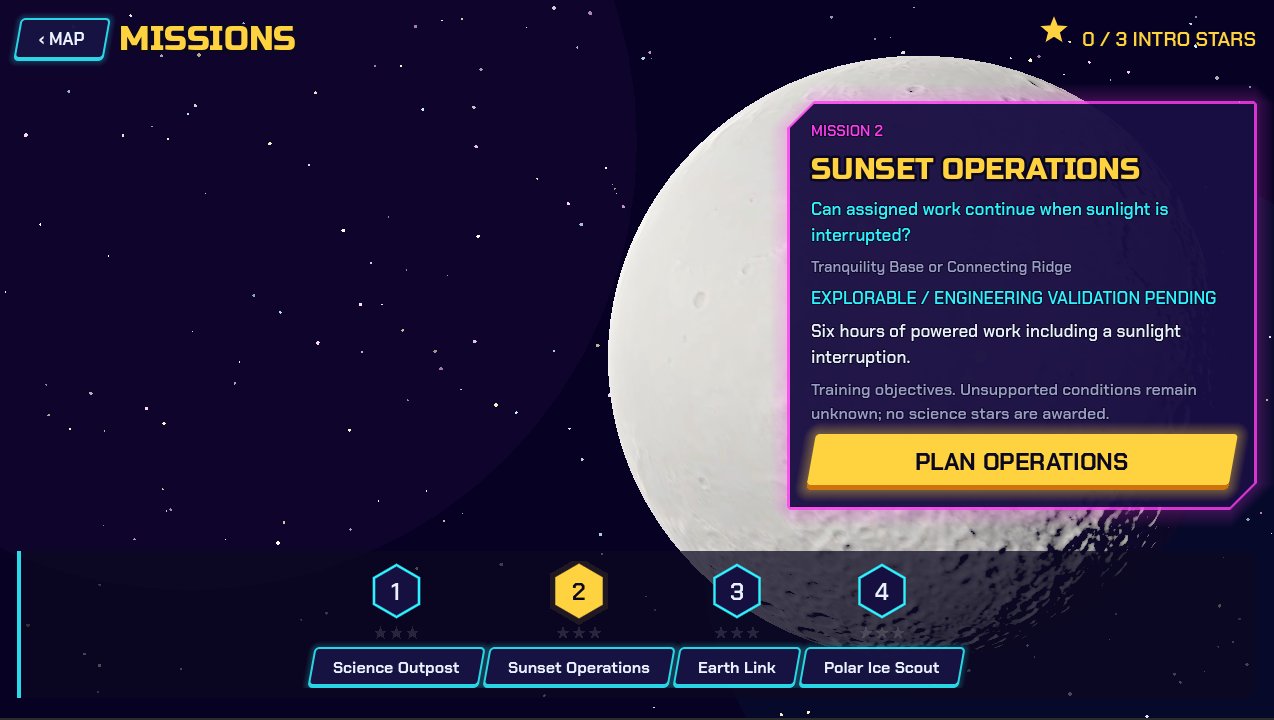 ‹ MAP
MISSIONS
0 / 3 INTRO STARS
MISSION 2
SUNSET OPERATIONS
Can assigned work continue when sunlight is
interrupted?
Tranquility Base or Connecting Ridge
EXPLORABLE / ENGINEERING VALIDATION PENDING
Six hours of powered work including a sunlight
interruption.
Training objectives. Unsupported conditions remain
unknown; no science stars are awarded.
PLAN OPERATIONS
1
2
3
4
Science Outpost
Sunset Operations
Earth Link
Polar Ice Scout